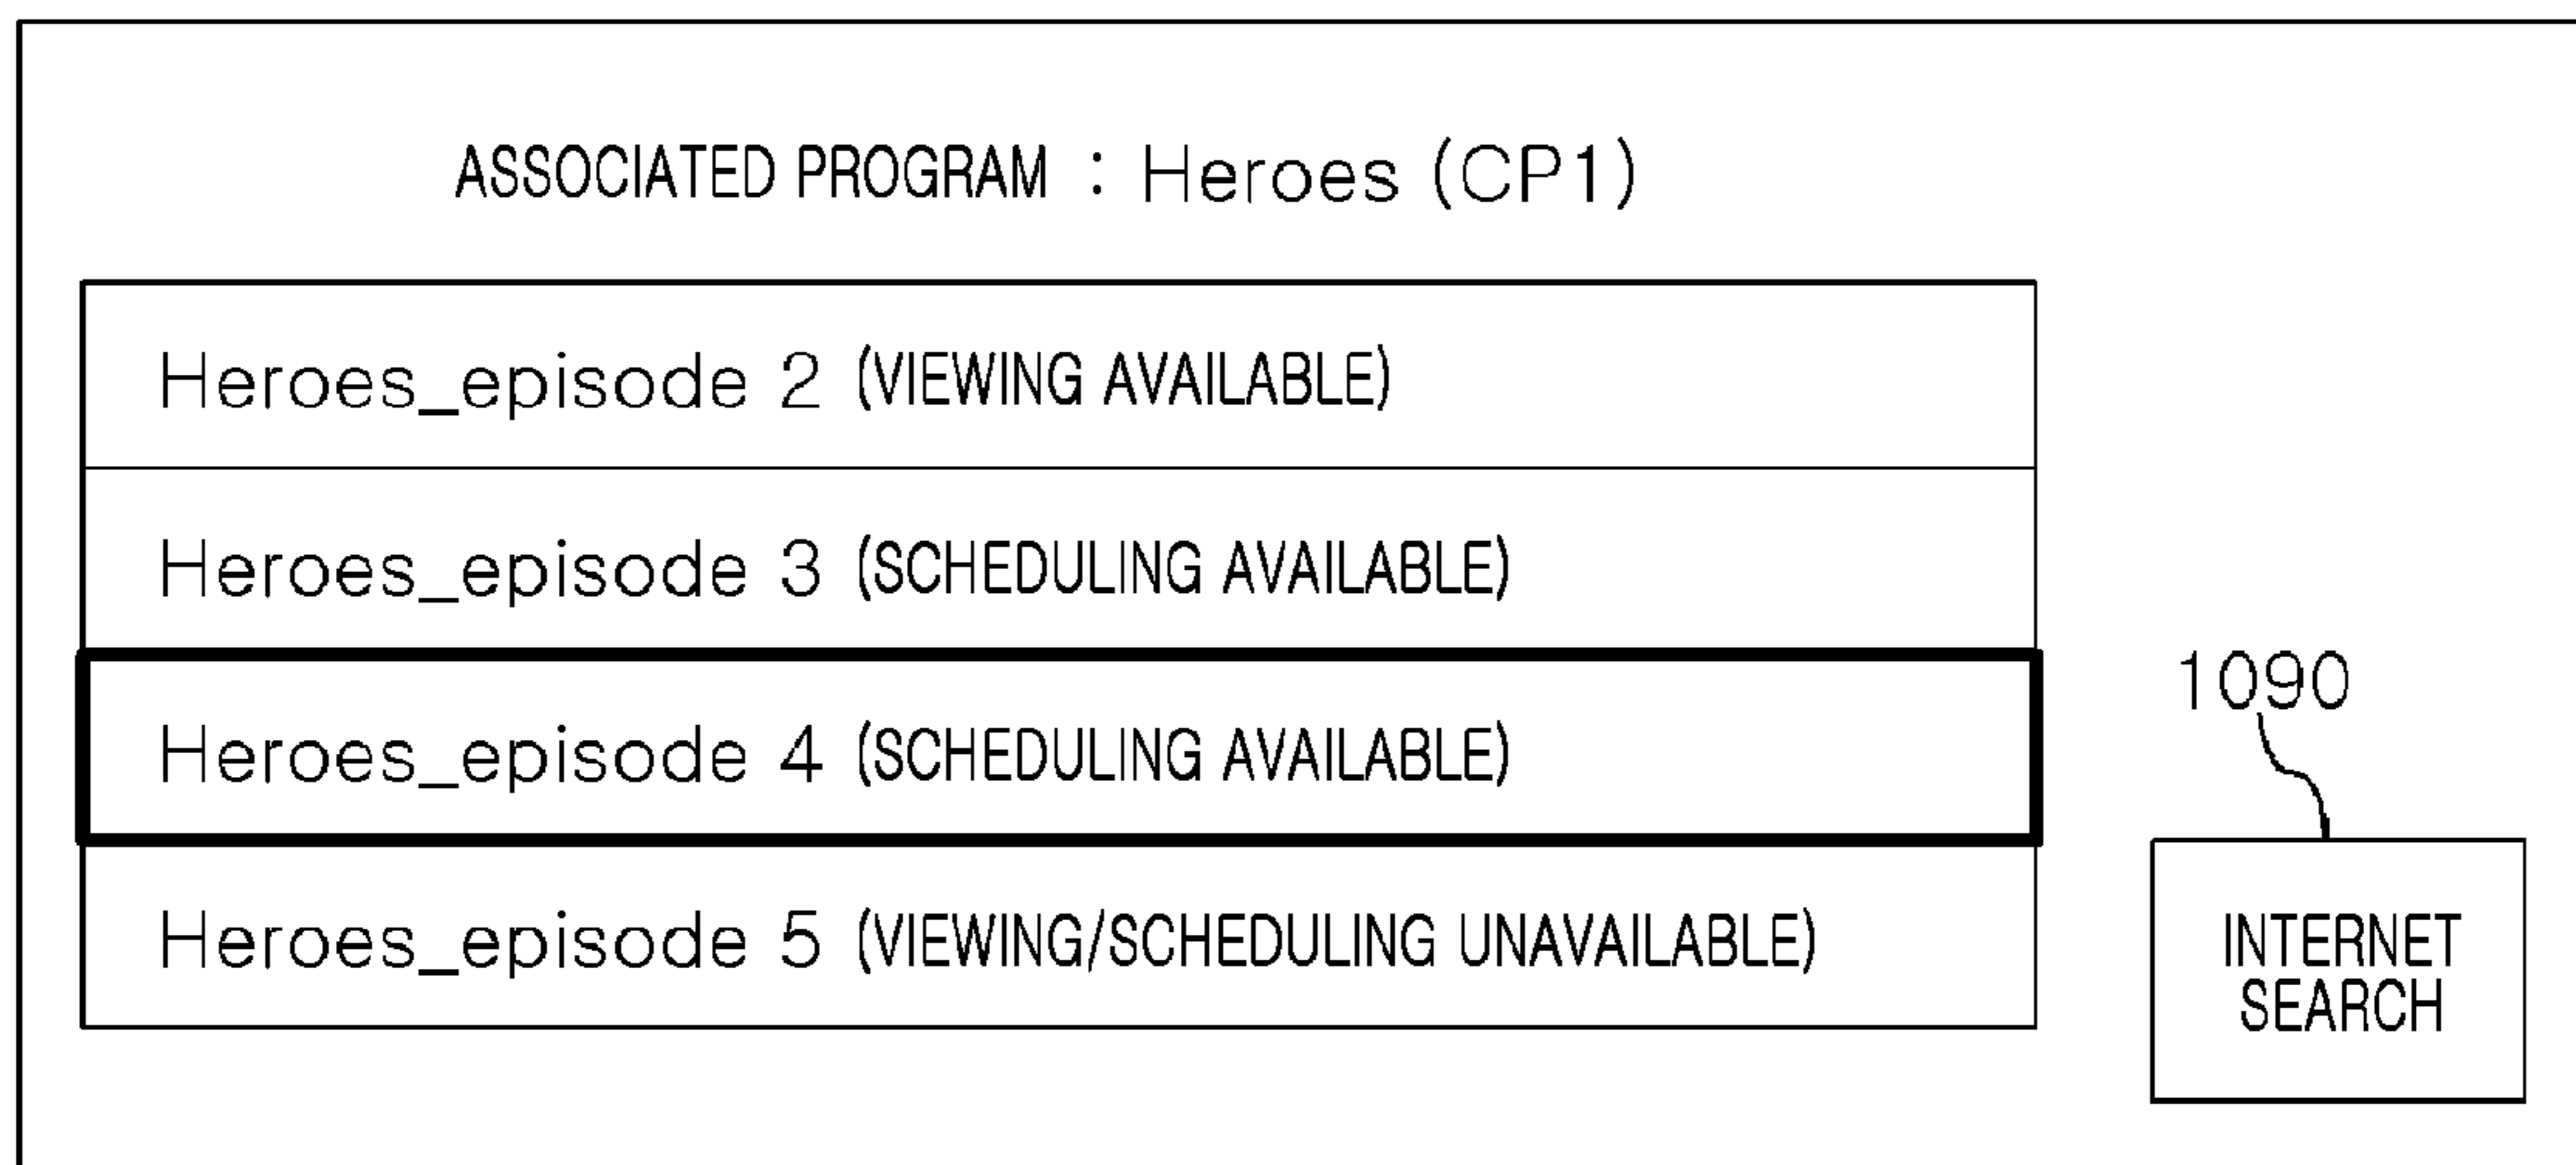 ASSOCIATED PROGRAM : Heroes (CP1)
Heroes_episode 2 (VIEWING AVAILABLE)
Heroes_episode 3 (SCHEDULING AVAILABLE)
Heroes_episode 4 (SCHEDULING AVAILABLE)
Heroes_episode 5 (VIEWING/SCHEDULING UNAVAILABLE)
1090
INTERNET
SEARCH